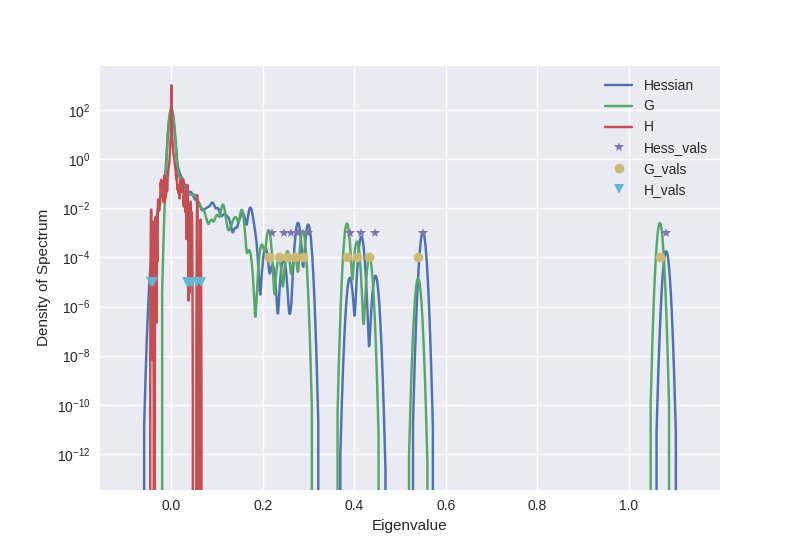 Hessian
G
H
Hess_vals
G_vals
H_vals
Density of Spectrum
10^2
10^0
10^−2
10^−4
10^−6
10^−8
10^−10
10^−12
0.0 0.2 0.4 0.6 0.8 1.0
Eigenvalue